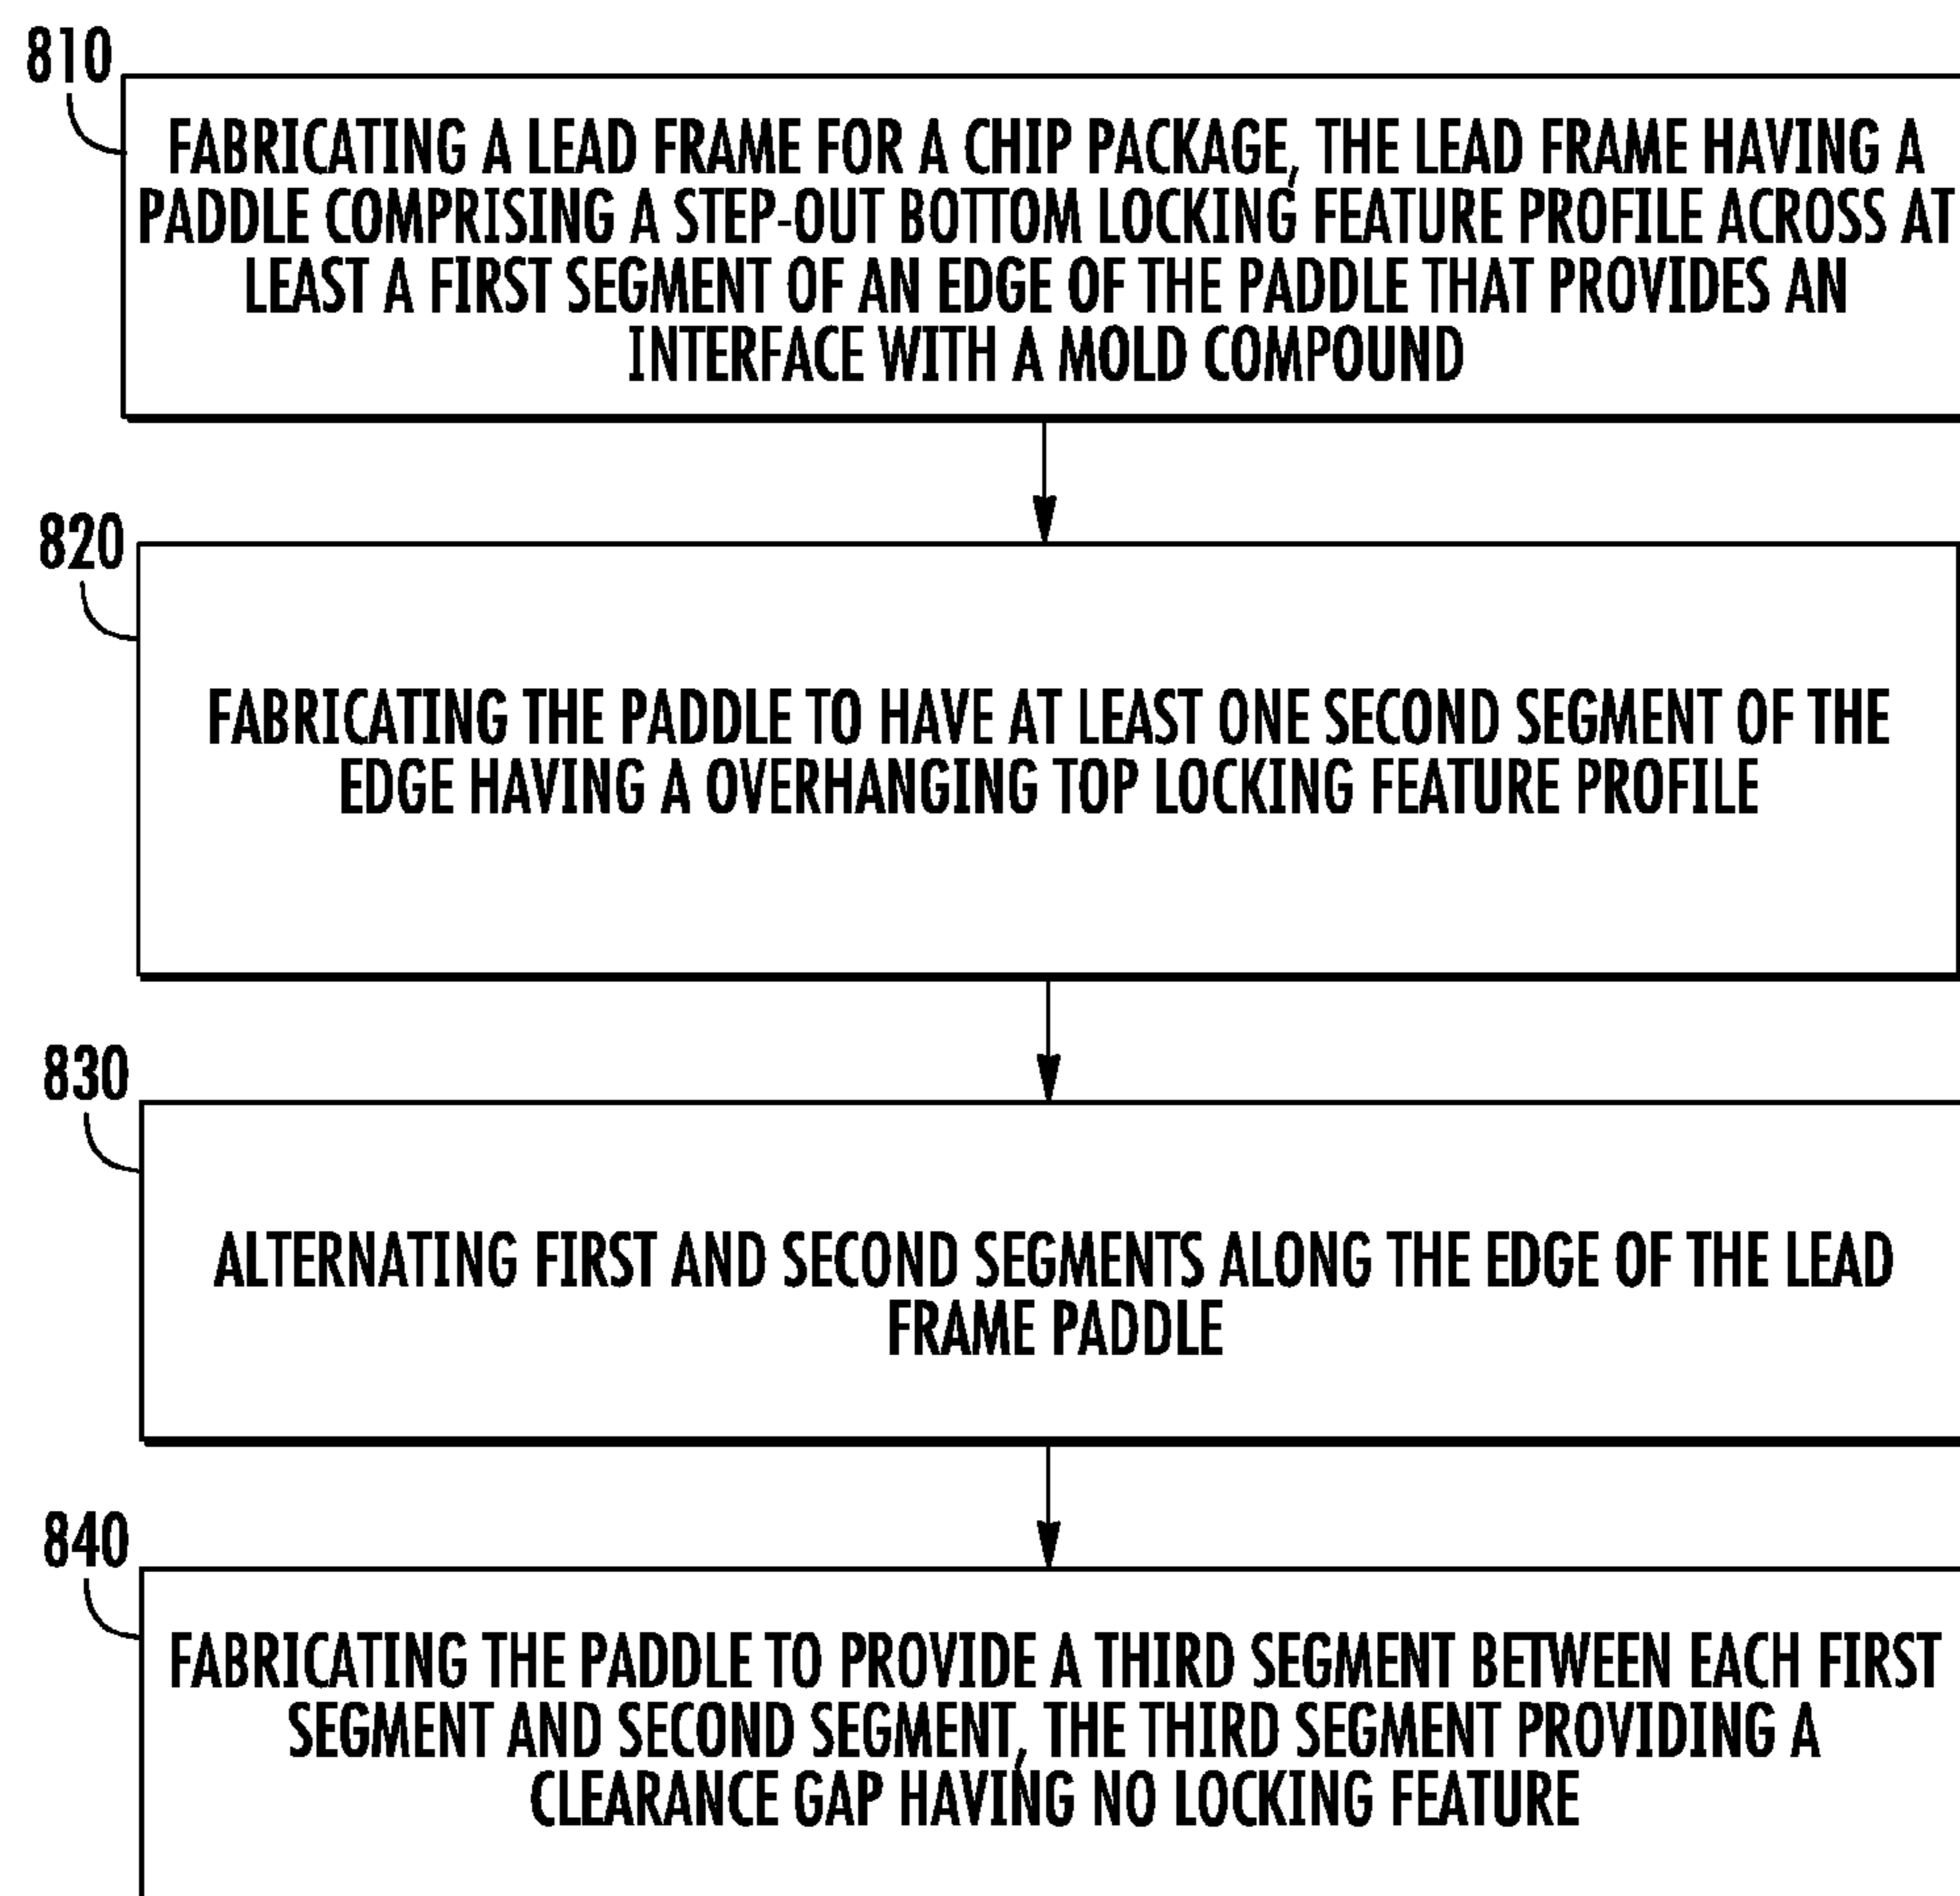 810
FABRICATING A LEAD FRAME FOR A CHIP PACKAGE, THE LEAD FRAME HAVING A
PADDLE COMPRISING A STEP-OUT BOTTOM LOCKING FEATURE PROFILE ACROSS AT
LEAST A FIRST SEGMENT OF AN EDGE OF THE PADDLE THAT PROVIDES AN
INTERFACE WITH A MOLD COMPOUND
820
FABRICATING THE PADDLE TO HAVE AT LEAST ONE SECOND SEGMENT OF THE
EDGE HAVING A OVERHANGING TOP LOCKING FEATURE PROFILE
830
ALTERNATING FIRST AND SECOND SEGMENTS ALONG THE EDGE OF THE LEAD
FRAME PADDLE
840
FABRICATING THE PADDLE TO PROVIDE A THIRD SEGMENT BETWEEN EACH FIRST
SEGMENT AND SECOND SEGMENT, THE THIRD SEGMENT PROVIDING A
CLEARANCE GAP HAVING NO LOCKING FEATURE